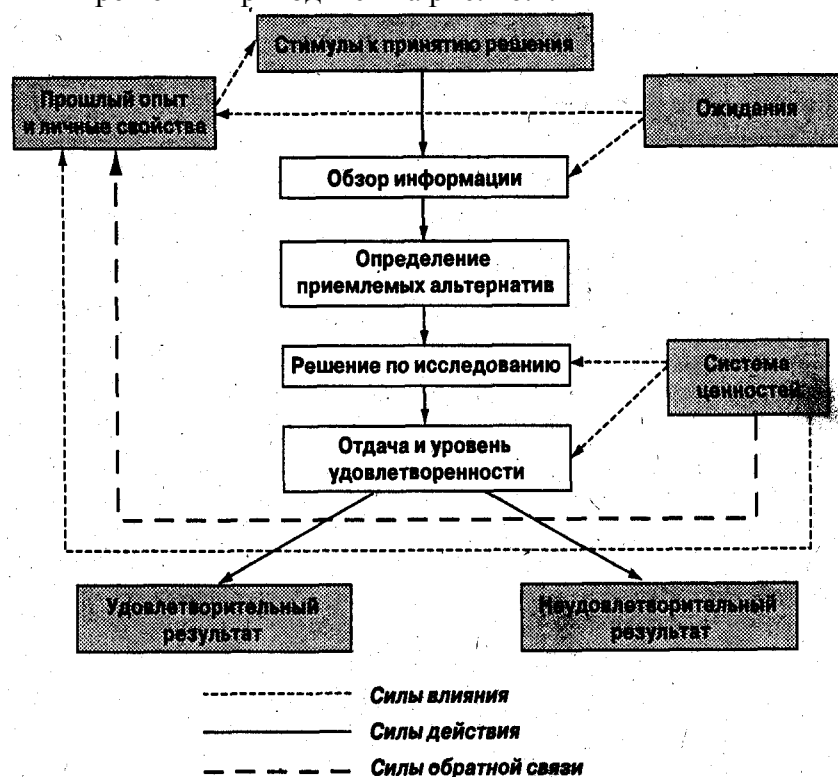 Стимулы к принятию решения
Прошлый опыт
и личные свойства
Ожидания
Обзор информации
Определение
приемлемых альтернатив
Решение по исследованию
Система
ценностей
Отдача и уровень
удовлетворенности
Удовлетворительный
результат
Неудовлетворительный
результат
Силы влияния
Силы действия
Силы обратной связи